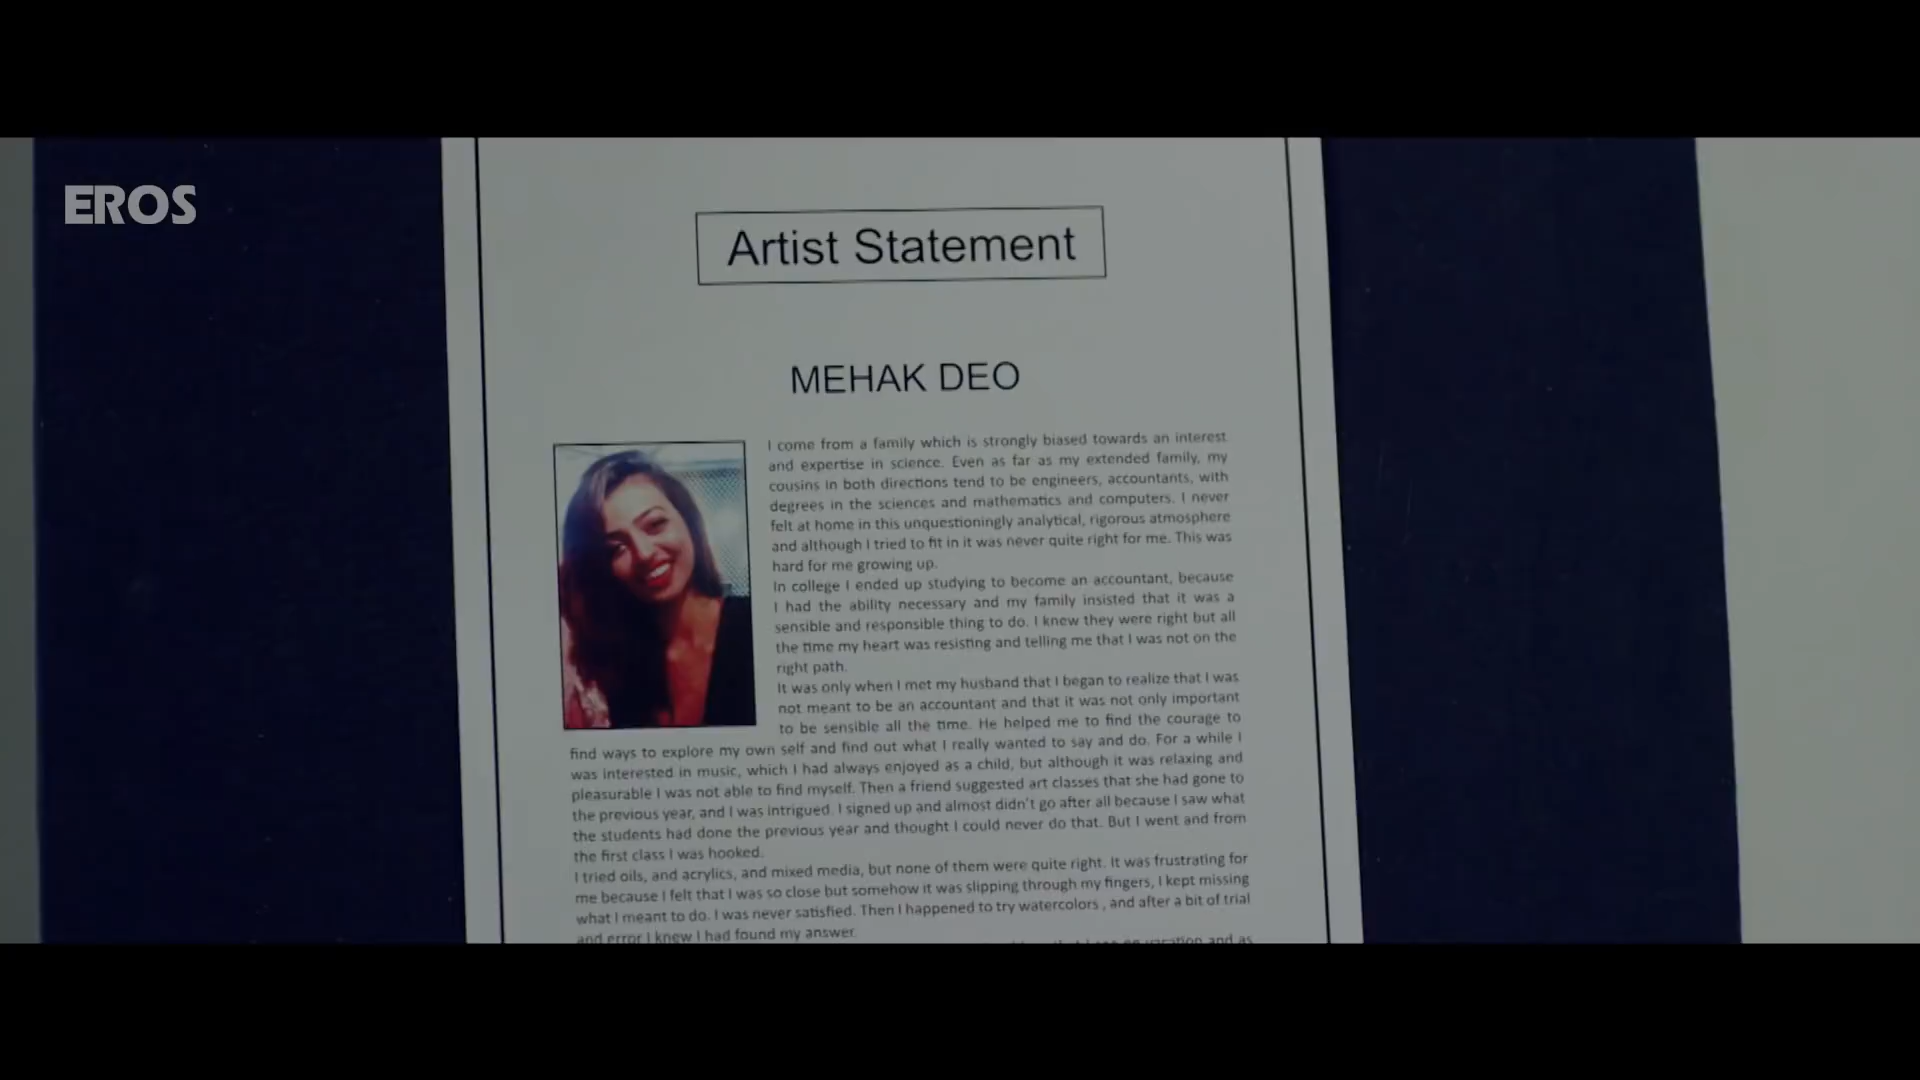 EROS
Artist Statement
MEHAK DEO
I come from a family which is strongly biased towards an interest
and expertise in science. Even as far as my extended family, my
cousins in both directions tend to be engineers, accountants, with
degrees in the sciences and mathematics and computers. I never
felt at home in this unquestioningly analytical, rigorous atmosphere
and although I tried to fit in it was never quite right for me. This was
hard for me growing up.
In college I ended up studying to become an accountant, because
I had the ability necessary and my family insisted that it was a
sensible and responsible thing to do. I knew they were right but all
the time my heart was resisting and telling me that I was not on the
right path.
It was only when I met my husband that I began to realize that I was
not meant to be an accountant and that it was not only important
to be sensible all the time. He helped me to find the courage to
find ways to explore my own self and find out what I really wanted to say and do. For a while I
was interested in music, which I had always enjoyed as a child, but although it was relaxing and
pleasurable I was not able to find myself. Then a friend suggested art classes that she had gone to
the previous year, and I was intrigued. I signed up and almost didn't go after all because I saw what
the students had done the previous year and thought I could never do that. But I went and from
the first class I was hooked.
I tried oils, and acrylics, and mixed media, but none of them were quite right. It was frustrating for
me because I felt that I was so close but somehow it was slipping through my fingers, I kept missing
what I meant to do. I was never satisfied. Then I happened to try watercolors , and after a bit of trial
and error I knew I had found my answer.
vacation and as